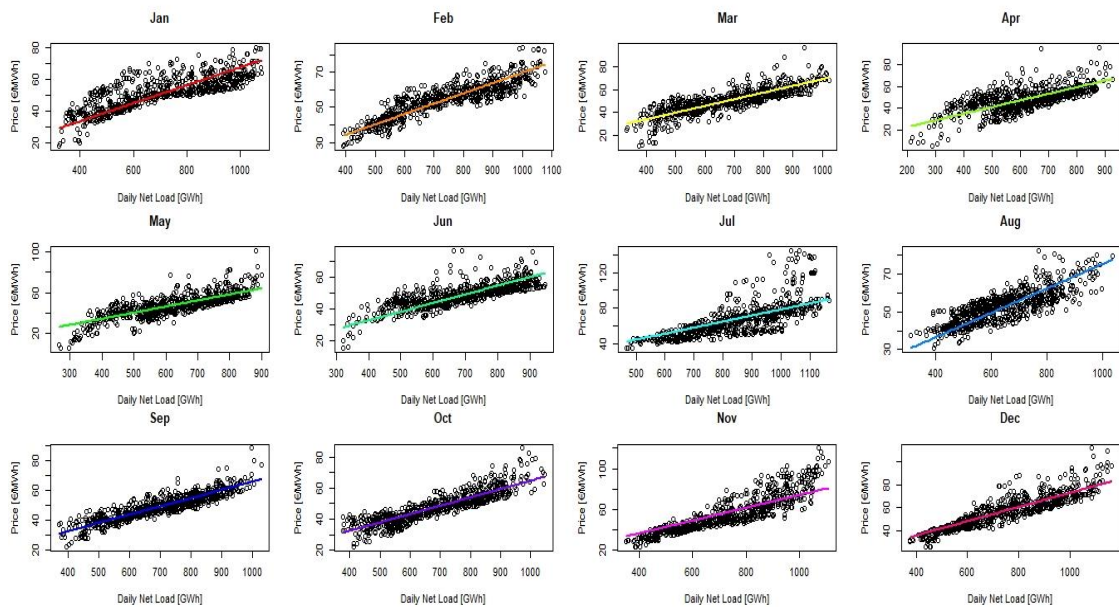 Jan
Feb
Mar
Apr
Price [€/MWh]
20 40 60 80
400 600 800 1000
Daily Net Load [GWh]
Price [€/MWh]
30 50 70
400 500 600 700 800 900 1000 1100
Daily Net Load [GWh]
Price [€/MWh]
20 40 60 80
400 500 600 700 800 900 1000
Daily Net Load [GWh]
Price [€/MWh]
20 40 60 80
200 300 400 500 600 700 800 900
Daily Net Load [GWh]
May
Jun
Jul
Aug
Price [€/MWh]
20 60 100
300 400 500 600 700 800 900
Daily Net Load [GWh]
Price [€/MWh]
20 40 60
300 400 500 600 700 800 900
Daily Net Load [GWh]
Price [€/MWh]
40 80 120
500 600 700 800 900 1000 1100
Daily Net Load [GWh]
Price [€/MWh]
30 50 70
400 600 800 1000
Daily Net Load [GWh]
Sep
Oct
Nov
Dec
Price [€/MWh]
20 40 60 80
400 500 600 700 800 900 1000
Daily Net Load [GWh]
Price [€/MWh]
20 40 60 80
400 500 600 700 800 900 1000
Daily Net Load [GWh]
Price [€/MWh]
20 60 100
400 600 800 1000
Daily Net Load [GWh]
Price [€/MWh]
40 60 80
400 600 800 1000
Daily Net Load [GWh]